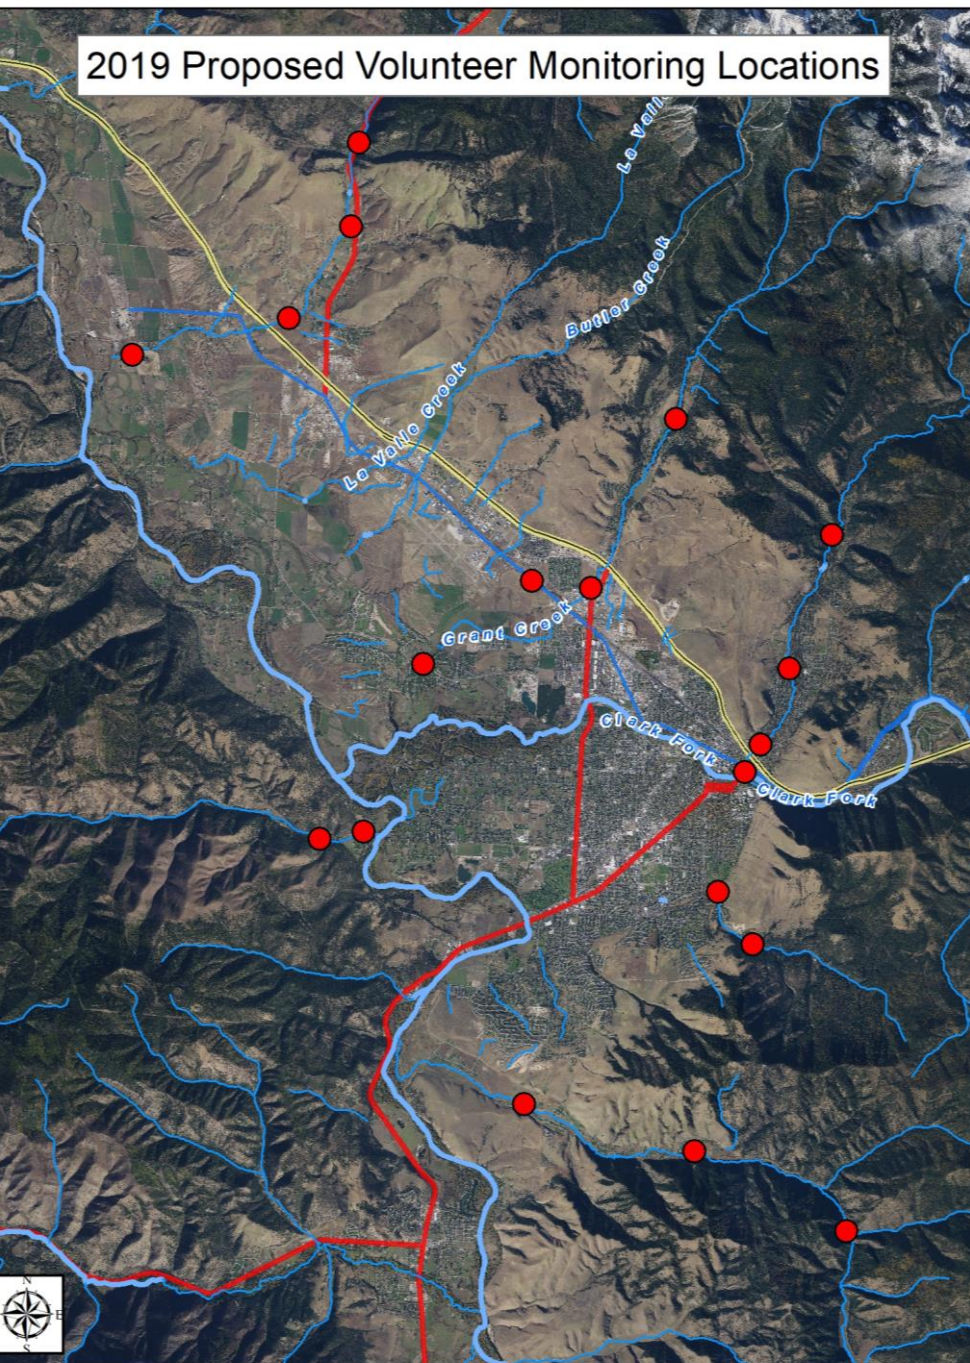 2019 Proposed Volunteer Monitoring Locations
La Valle
Butler Creek
La Valle Creek
Grant Creek
Clark Fork
Clark Fork
N
E
S